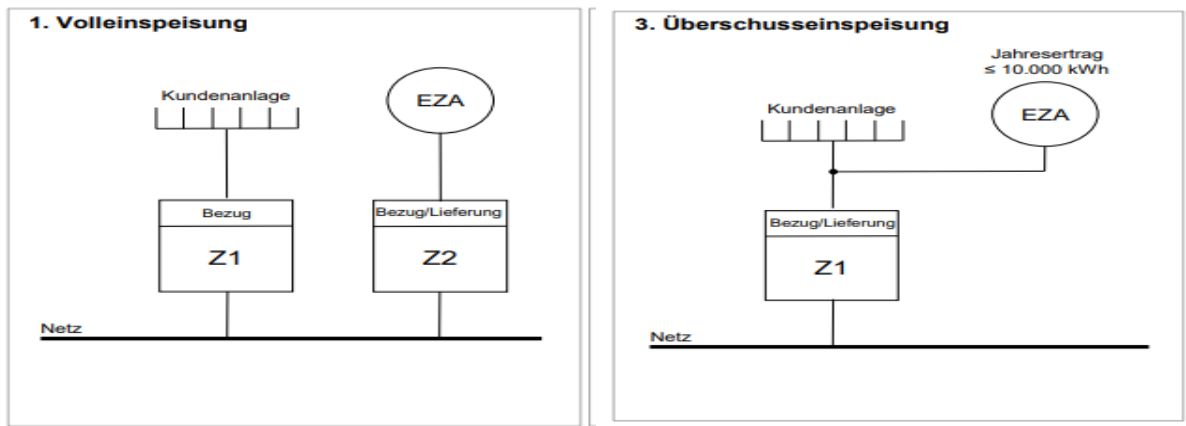 1. Volleinspeisung
Kundenanlage
EZA
Bezug
Z1
Bezug/Lieferung
Z2
Netz
3. Überschusseinspeisung
Jahresertrag
≤ 10.000 kWh
Kundenanlage
EZA
Bezug/Lieferung
Z1
Netz